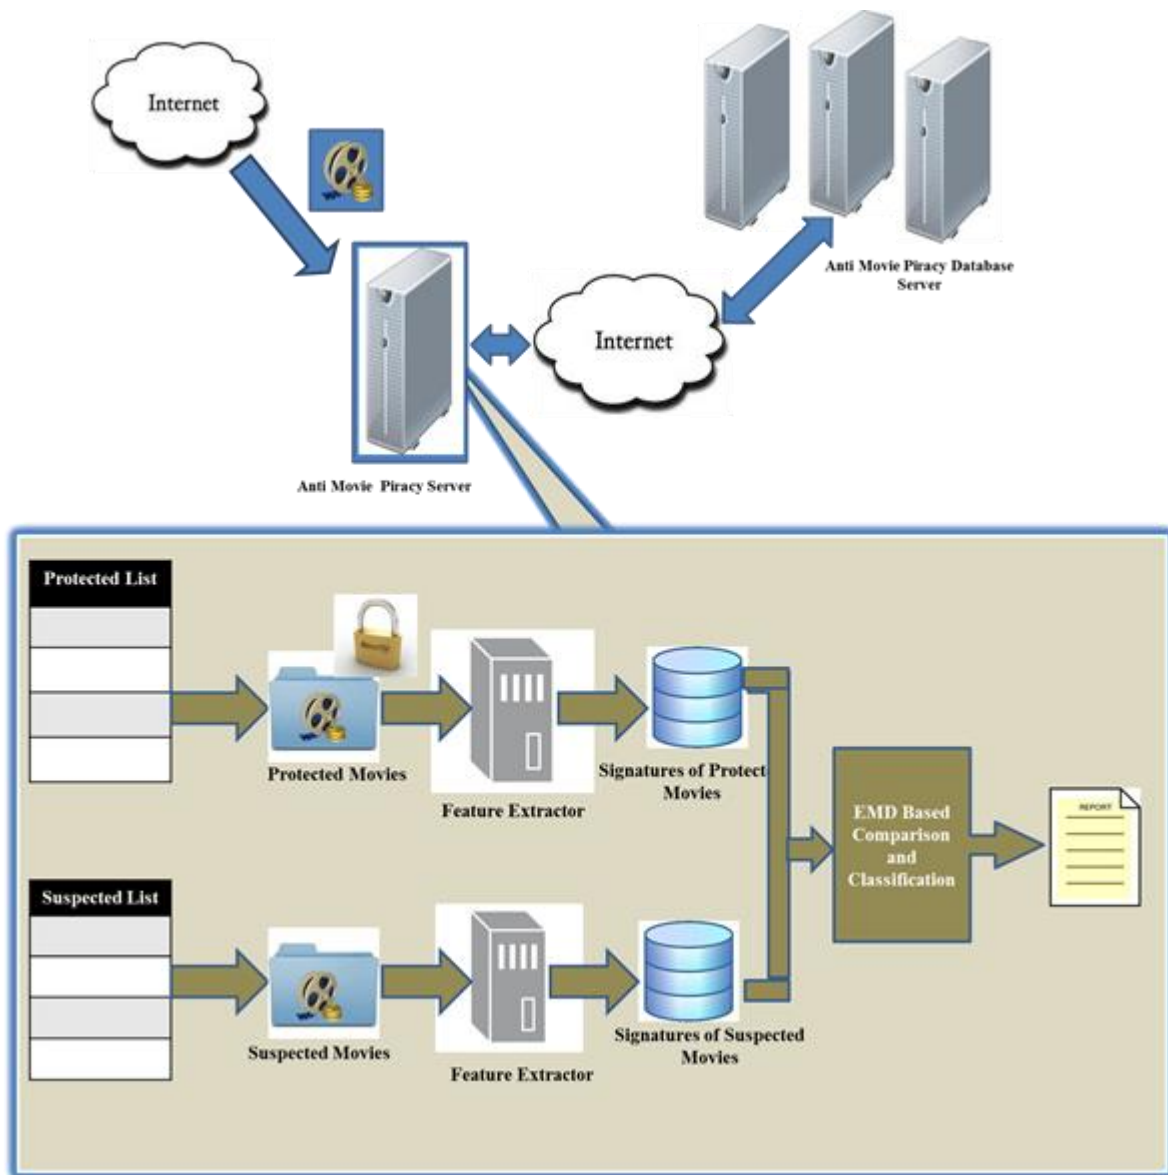 Internet
Anti Movie Piracy Database
Server
Internet
Anti Movie Piracy Server
Protected List
Protected Movies
Feature Extractor
Signatures of Protect
Movies
EMD Based
Comparison
and
Classification
REPORT
Suspected List
Suspected Movies
Feature Extractor
Signatures of Suspected
Movies